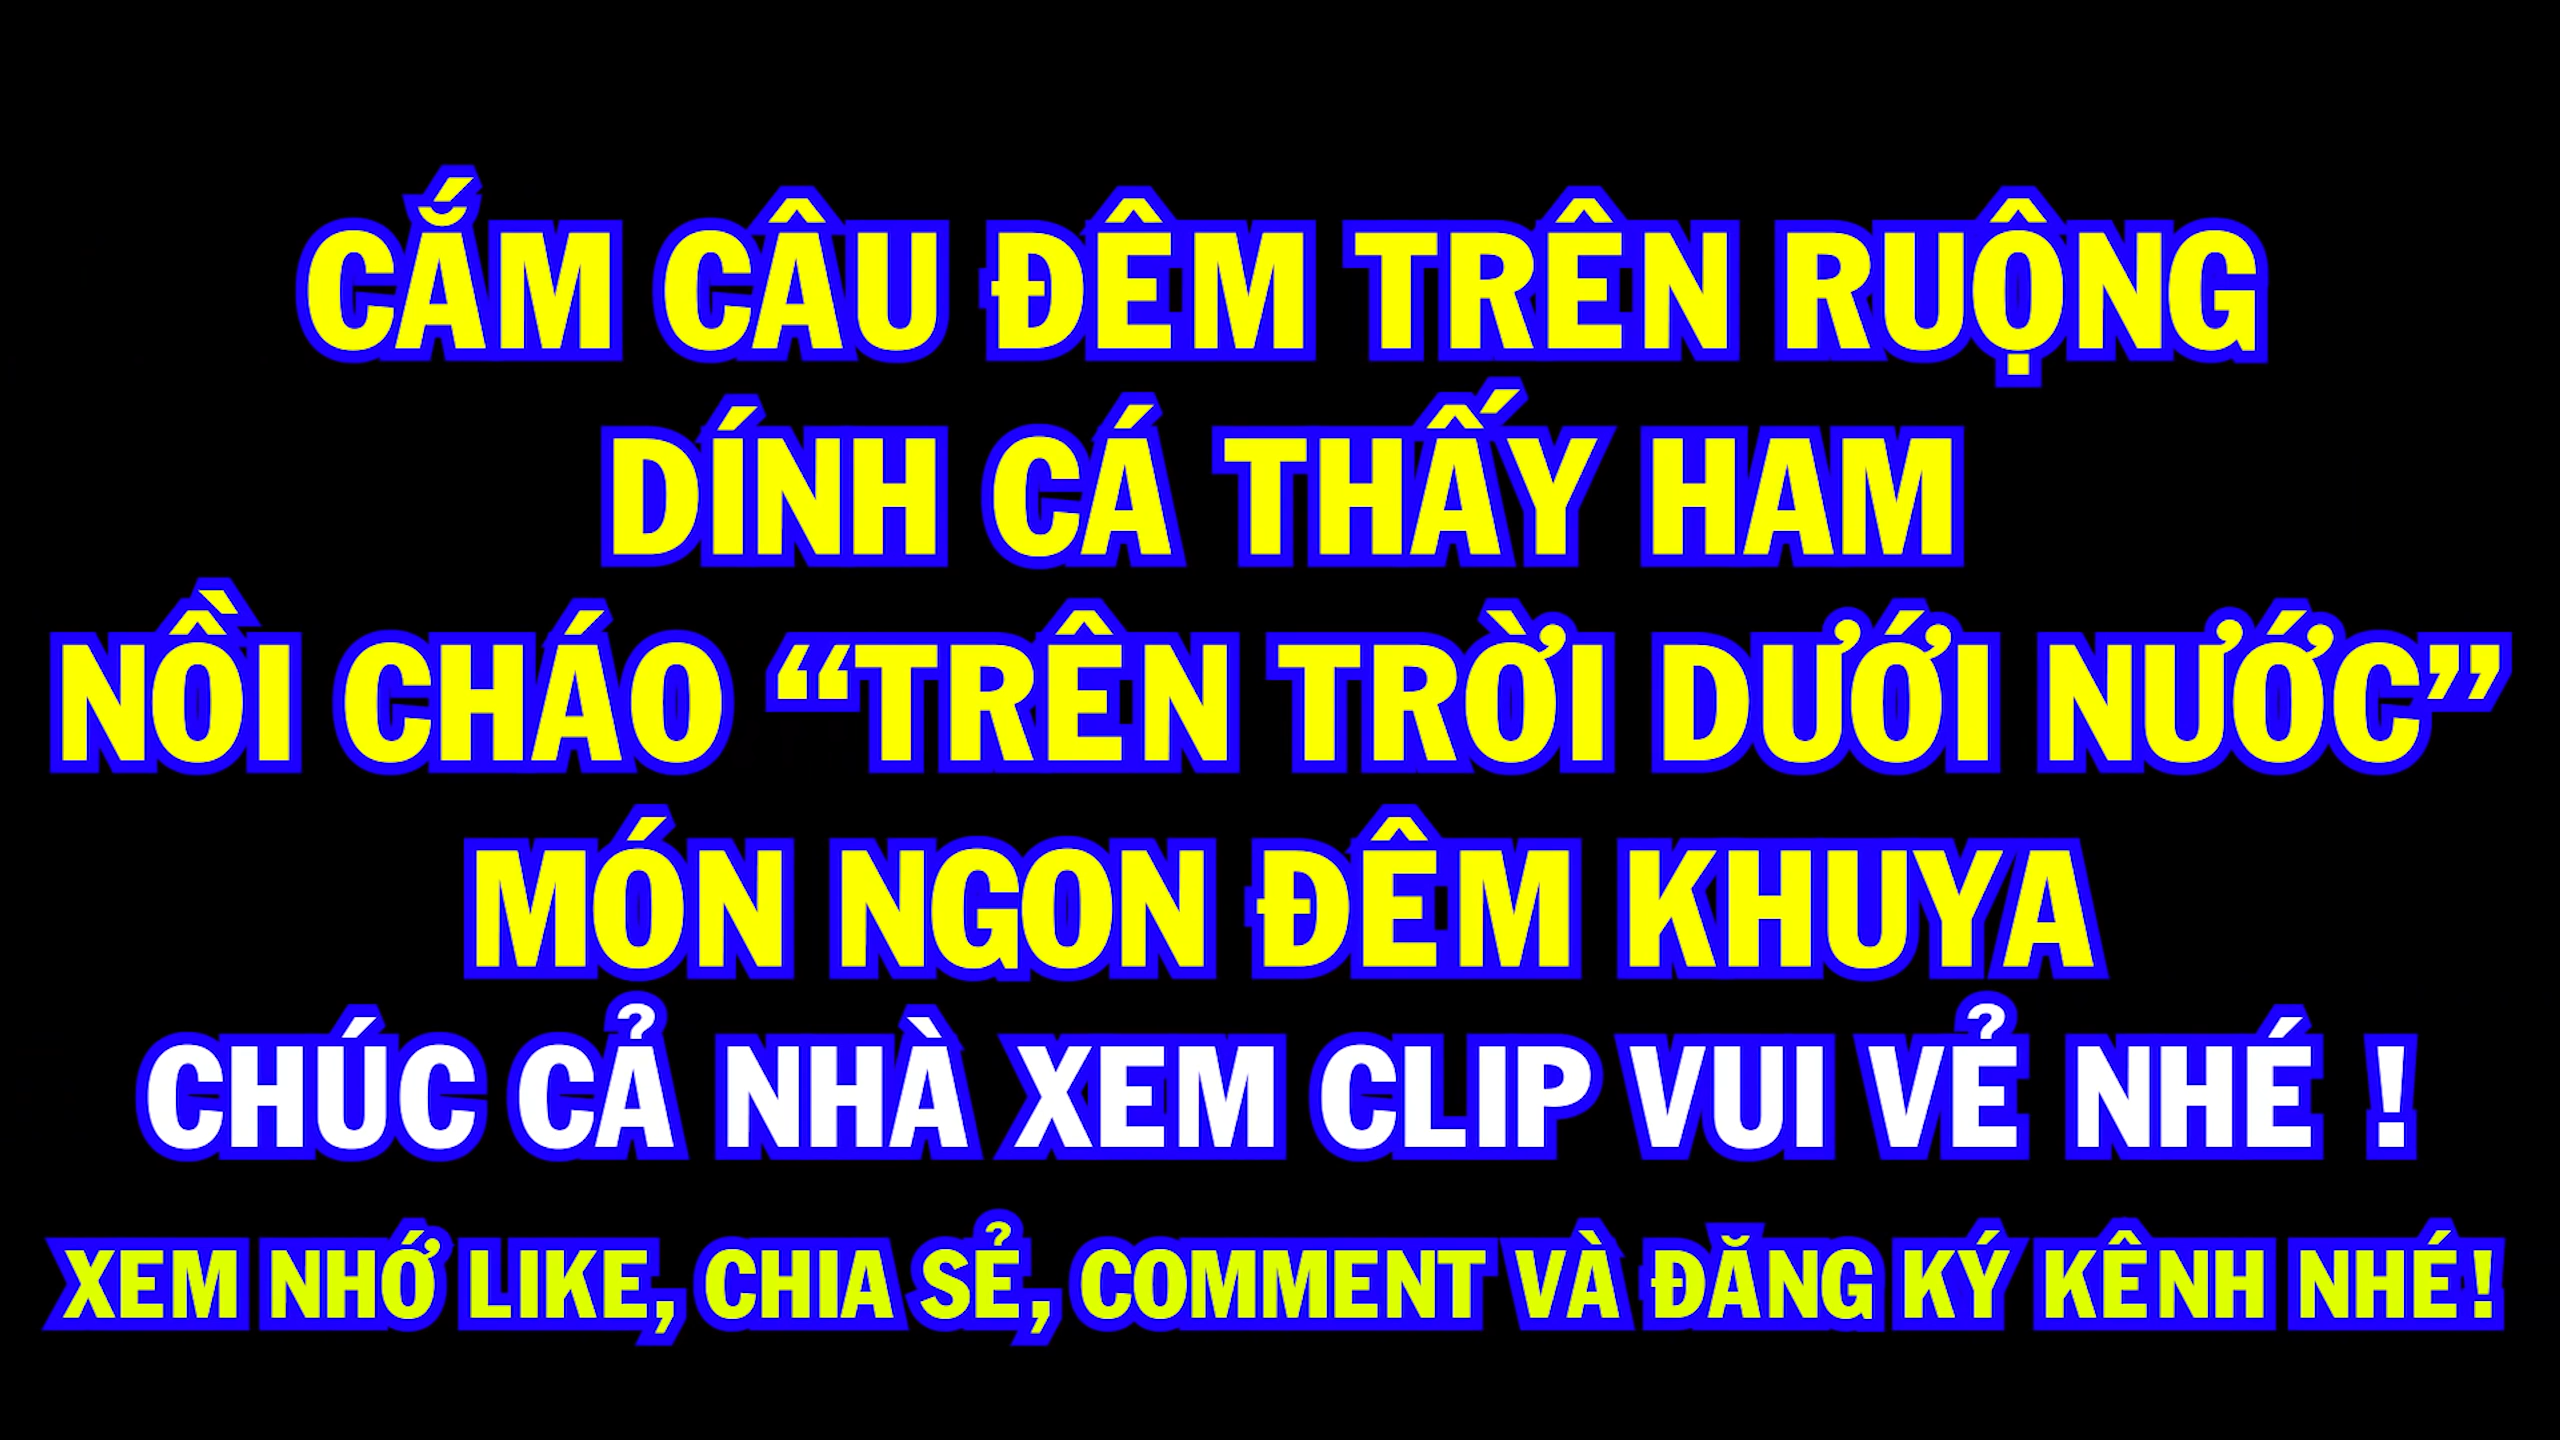 CẮM CÂU ĐÊM TRÊN RUỘNG
DÍNH CÁ THẤY HAM
NỒI CHÁO “TRÊN TRỜI DƯỚI NƯỚC”
MÓN NGON ĐÊM KHUYA
CHÚC CẢ NHÀ XEM CLIP VUI VẺ NHÉ !
XEM NHỚ LIKE, CHIA SẺ, COMMENT VÀ ĐĂNG KÝ KÊNH NHÉ!